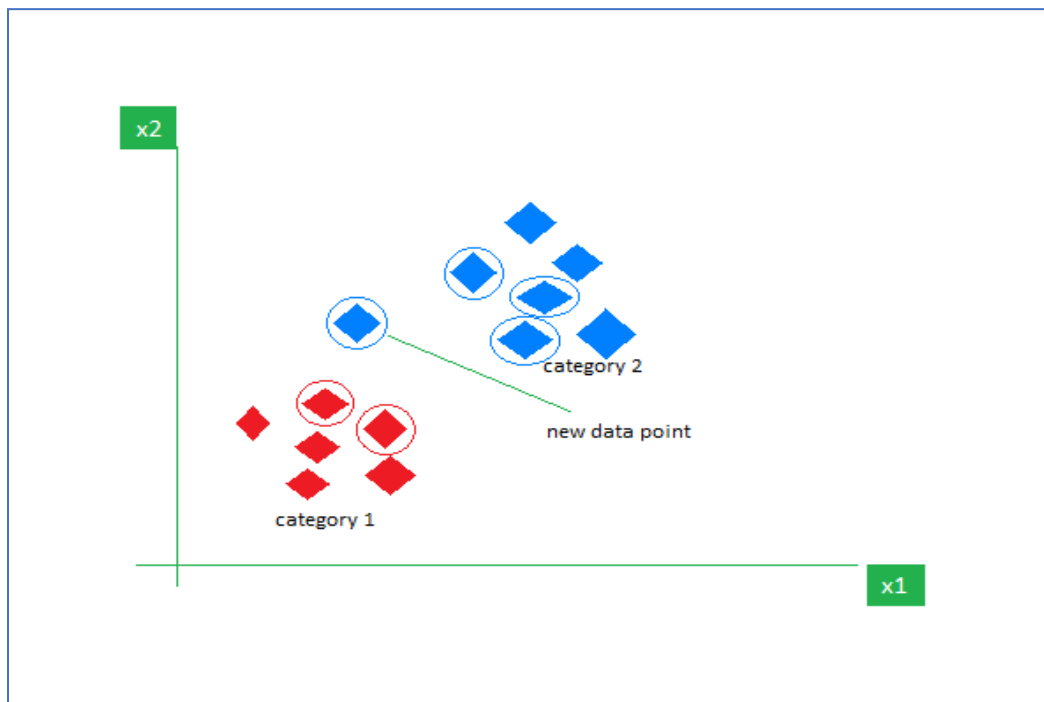 x2
category 2
new data point
category 1
x1